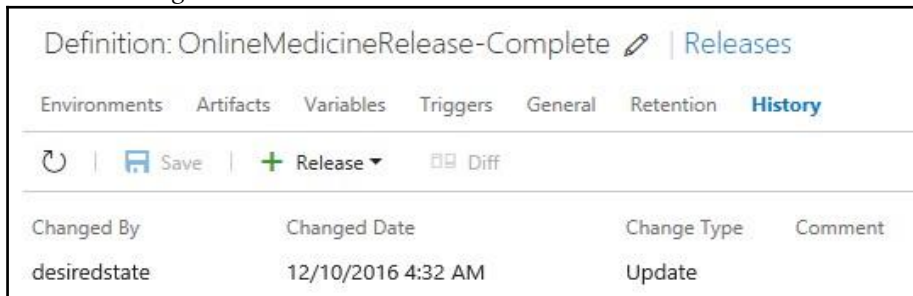 Definition: OnlineMedicineRelease-Complete | Releases
Environments Artifacts Variables Triggers General Retention History
Save + Release Diff
Changed By Changed Date Change Type Comment
desiredstate 12/10/2016 4:32 AM Update